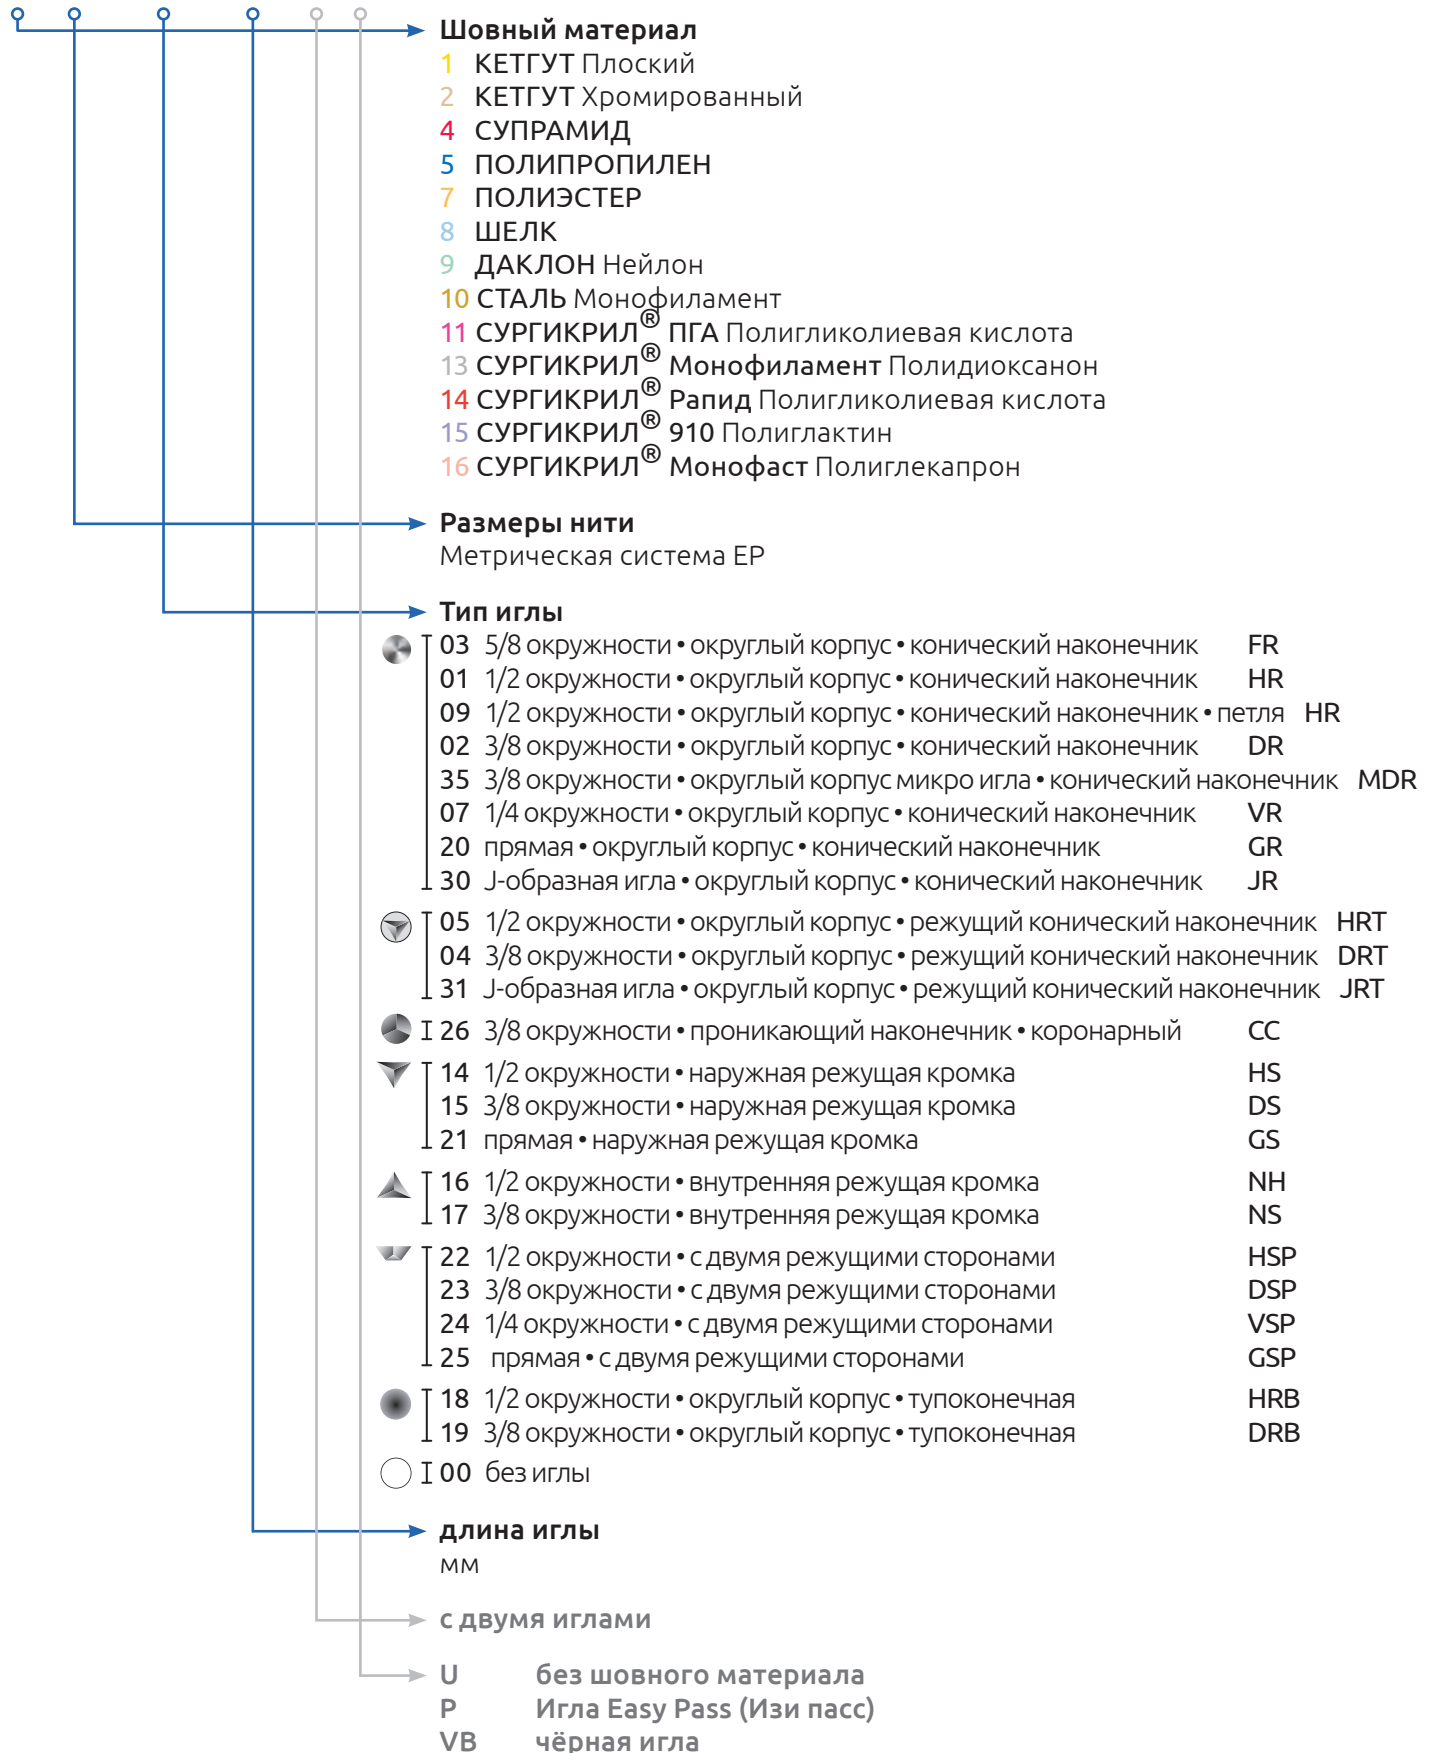 Шовный материал
1 КЕТГУТ Плоский
2 КЕТГУТ Хромированный
4 СУПРАМИД
5 ПОЛИПРОПИЛЕН
7 ПОЛИЭСТЕР
8 ШЕЛК
9 ДАКЛОН Нейлон
10 СТАЛЬ Монофиламент
11 СУРГИКРИЛ® ПГА Полигликолиевая кислота
13 СУРГИКРИЛ® Монофиламент Полидиоксанон
14 СУРГИКРИЛ® Рапид Полигликолиевая кислота
15 СУРГИКРИЛ® 910 Полиглактин
16 СУРГИКРИЛ® Монофаст Полиглекапрон
Размеры нити
Метрическая система EP
Тип иглы
03 5/8 окружности • округлый корпус • конический наконечник FR
01 1/2 окружности • округлый корпус • конический наконечник HR
09 1/2 окружности • округлый корпус • конический наконечник • петля HR
02 3/8 окружности • округлый корпус • конический наконечник DR
35 3/8 окружности • округлый корпус микро игла • конический наконечник MDR
07 1/4 окружности • округлый корпус • конический наконечник VR
20 прямая • округлый корпус • конический наконечник GR
30 J-образная игла • округлый корпус • конический наконечник JR
05 1/2 окружности • округлый корпус • режущий конический наконечник HRT
04 3/8 окружности • округлый корпус • режущий конический наконечник DRT
31 J-образная игла • округлый корпус • режущий конический наконечник JRT
26 3/8 окружности • проникающий наконечник • коронарный CC
14 1/2 окружности • наружная режущая кромка HS
15 3/8 окружности • наружная режущая кромка DS
21 прямая • наружная режущая кромка GS
16 1/2 окружности • внутренняя режущая кромка NH
17 3/8 окружности • внутренняя режущая кромка NS
22 1/2 окружности • с двумя режущими сторонами HSP
23 3/8 окружности • с двумя режущими сторонами DSP
24 1/4 окружности • с двумя режущими сторонами VSP
25 прямая • с двумя режущими сторонами GSP
18 1/2 окружности • округлый корпус • тупоконечная HRB
19 3/8 окружности • округлый корпус • тупоконечная DRB
00 без иглы
длина иглы
мм
с двумя иглами
U без шовного материала
P Игла Easy Pass (Изи пасс)
VB чёрная игла